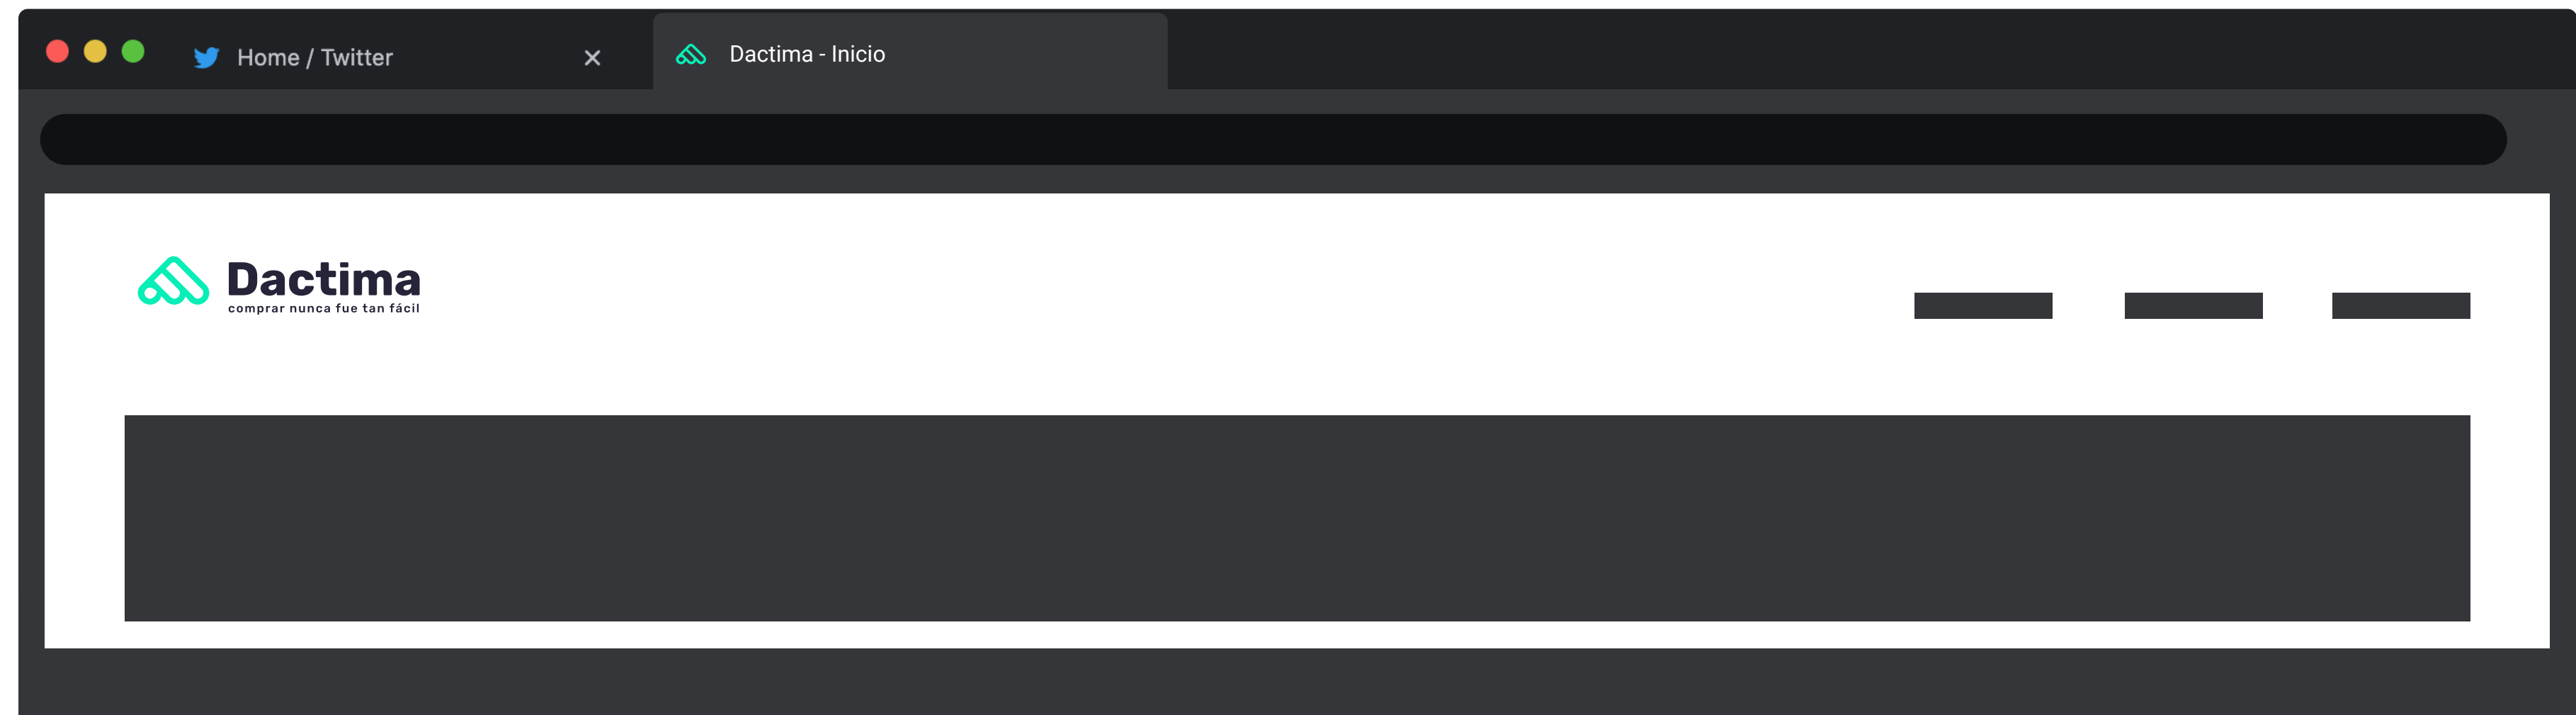 Home / Twitter
Dactima - Inicio
Dactima
comprar nunca fue tan fácil